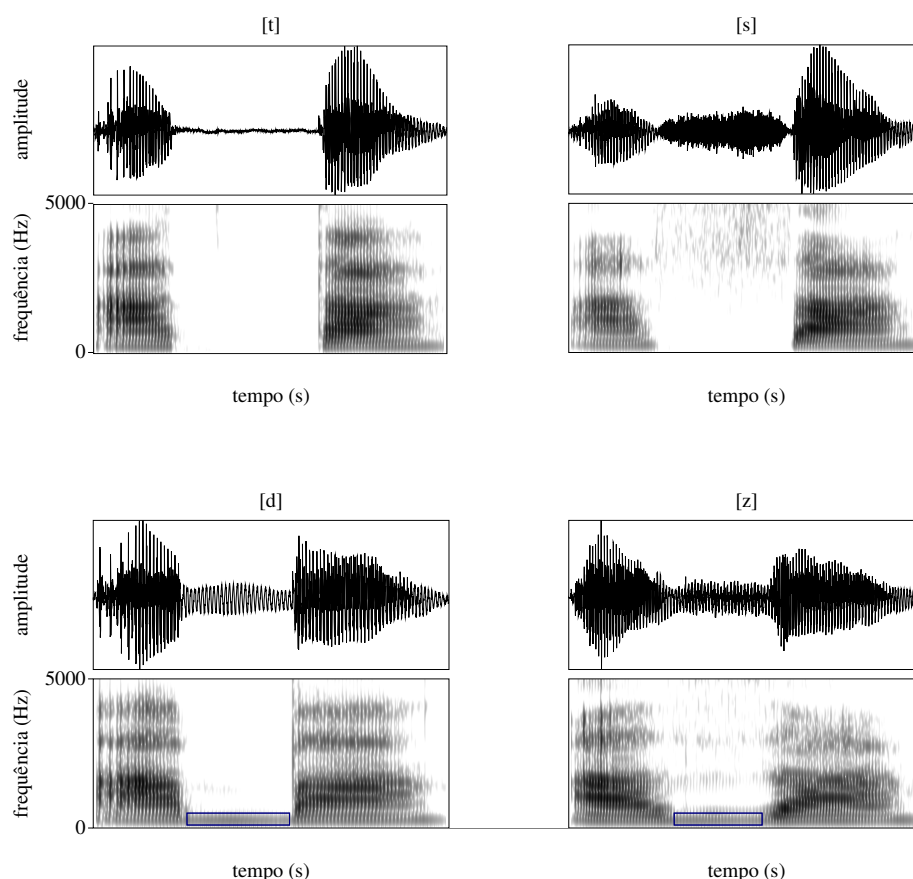 [t]
amplitude
5000
frequência (Hz)
0
tempo (s)
[s]
tempo (s)
[d]
amplitude
5000
frequência (Hz)
0
tempo (s)
[z]
tempo (s)